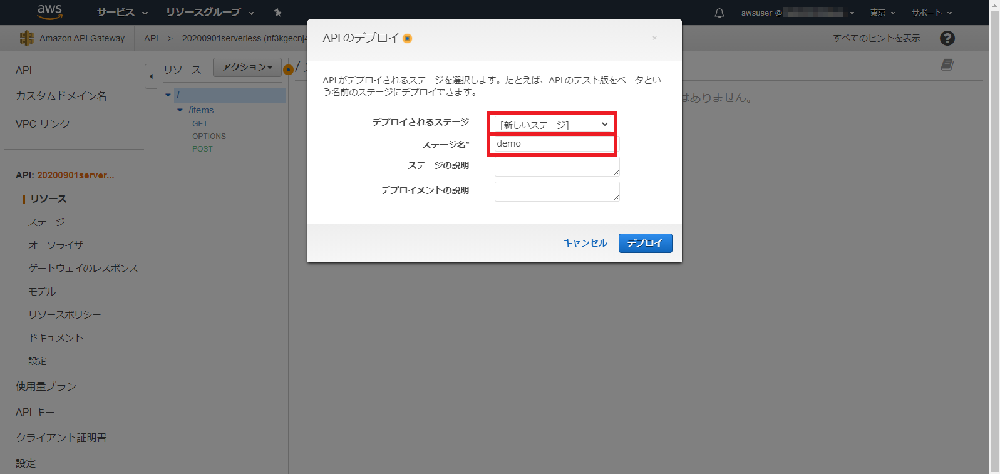 aws サービス リソースグループ awsuser @ 東京 サポート
Amazon API Gateway API > 20200901serverless (nf3kgecnj4 すべてのヒントを表示 ?
API のデプロイ ×
API がデプロイされるステージを選択します。たとえば、API のテスト版をベータとい
う名前のステージにデプロイできます。
デプロイされるステージ [新しいステージ]
ステージ名* demo
ステージの説明
デプロイメントの説明
キャンセル デプロイ
API
カスタムドメイン名
VPC リンク
API: 20200901server...
リソース
ステージ
オーソライザー
ゲートウェイのレスポンス
モデル
リソースポリシー
ドキュメント
設定
使用量プラン
API キー
クライアント証明書
設定
リソース アクション
/
/items
GET
OPTIONS
POST
/
はありません。